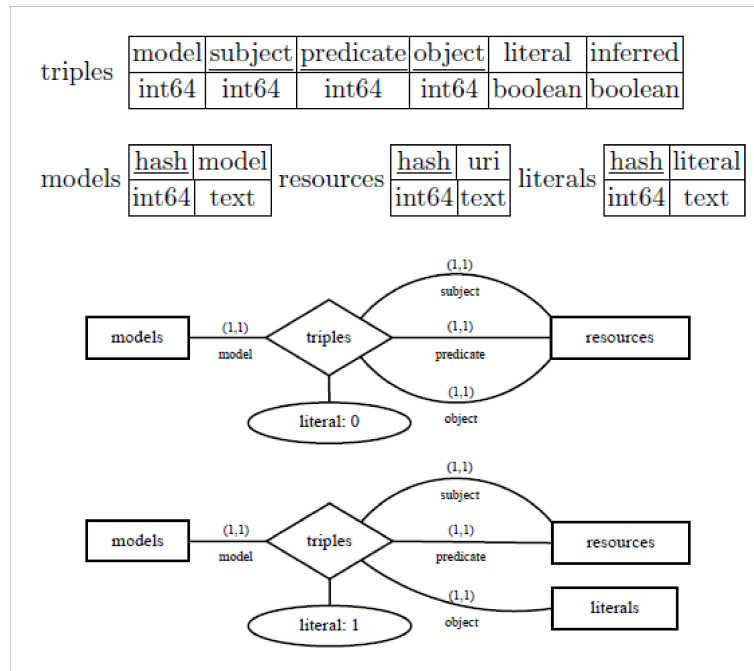 triples model subject predicate object literal inferred
int64 int64 int64 int64 boolean boolean
models hash model resources hash uri literals hash literal
int64 text int64 text int64 text
(1,1)
subject
models (1,1) triples (1,1) resources
model predicate
(1,1)
literal: 0
object
(1,1)
subject
models (1,1) triples (1,1) resources
model predicate
(1,1) literals
literal: 1 object